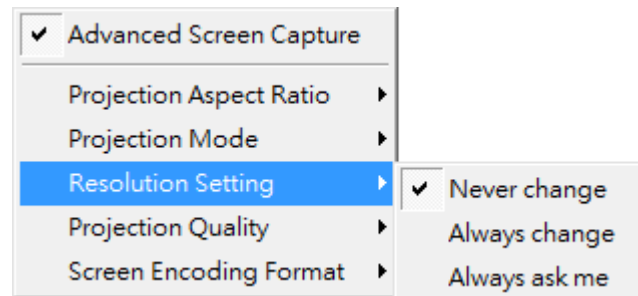 Advanced Screen Capture
Projection Aspect Ratio
Projection Mode
Resolution Setting
Projection Quality
Screen Encoding Format
Never change
Always change
Always ask me